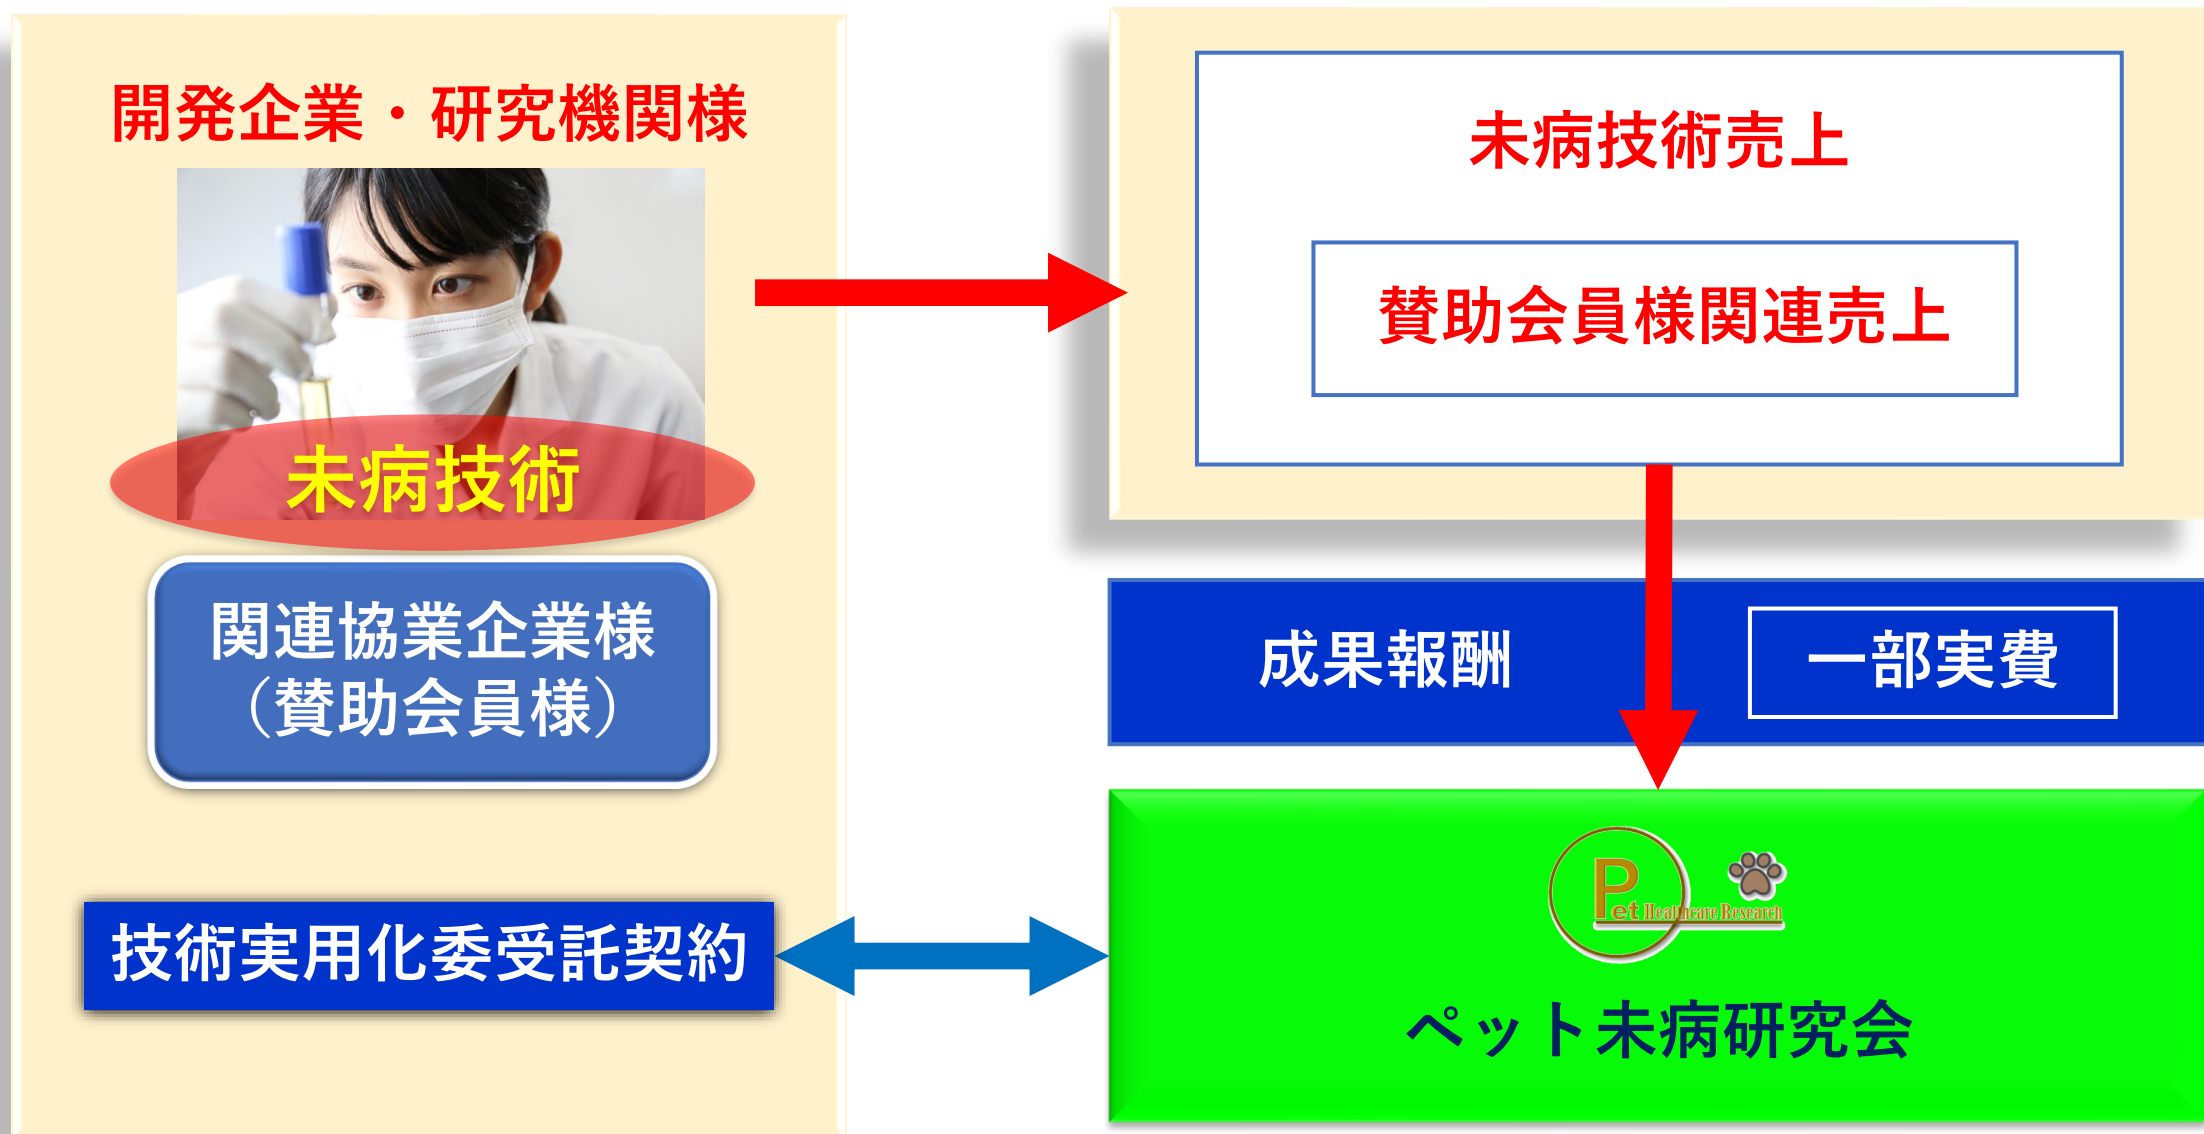 開発企業・研究機関様
未病技術
関連協業企業様
（賛助会員様）
技術実用化委受託契約
未病技術売上
賛助会員様関連売上
成果報酬
一部実費
Pet Healthcare Research
ペット未病研究会